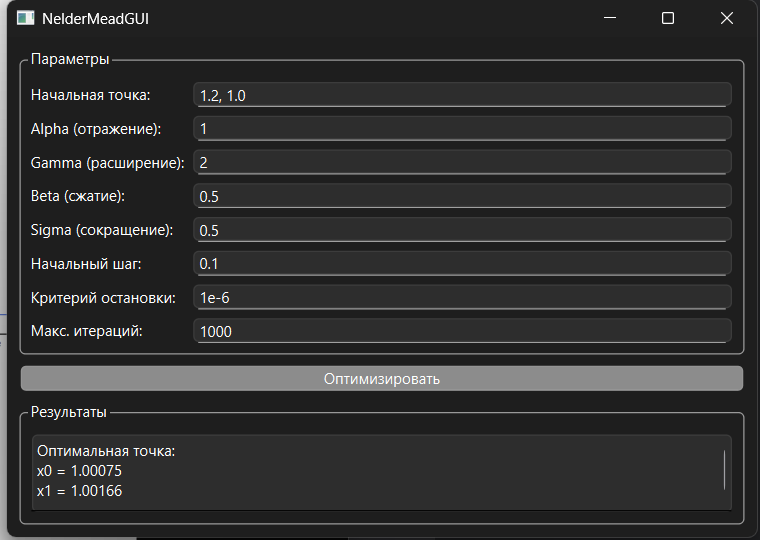 NelderMeadGUI
Параметры
Начальная точка: 1.2, 1.0
Alpha (отражение): 1
Gamma (расширение): 2
Beta (сжатие): 0.5
Sigma (сокращение): 0.5
Начальный шаг: 0.1
Критерий остановки: 1e-6
Макс. итераций: 1000
Оптимизировать
Результаты
Оптимальная точка:
x0 = 1.00075
x1 = 1.00166